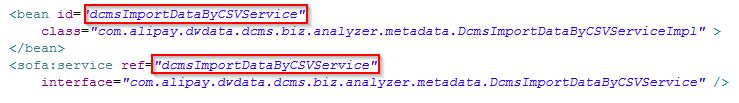 <bean id="dcmsImportDataByCSVService"
class="com.alipay.dwdata.dcms.biz.analyzer.metadata.DcmsImportDataByCSVServiceImpl" >
</bean>
<sofa:service ref="dcmsImportDataByCSVService"
interface="com.alipay.dwdata.dcms.biz.analyzer.metadata.DcmsImportDataByCSVService" />